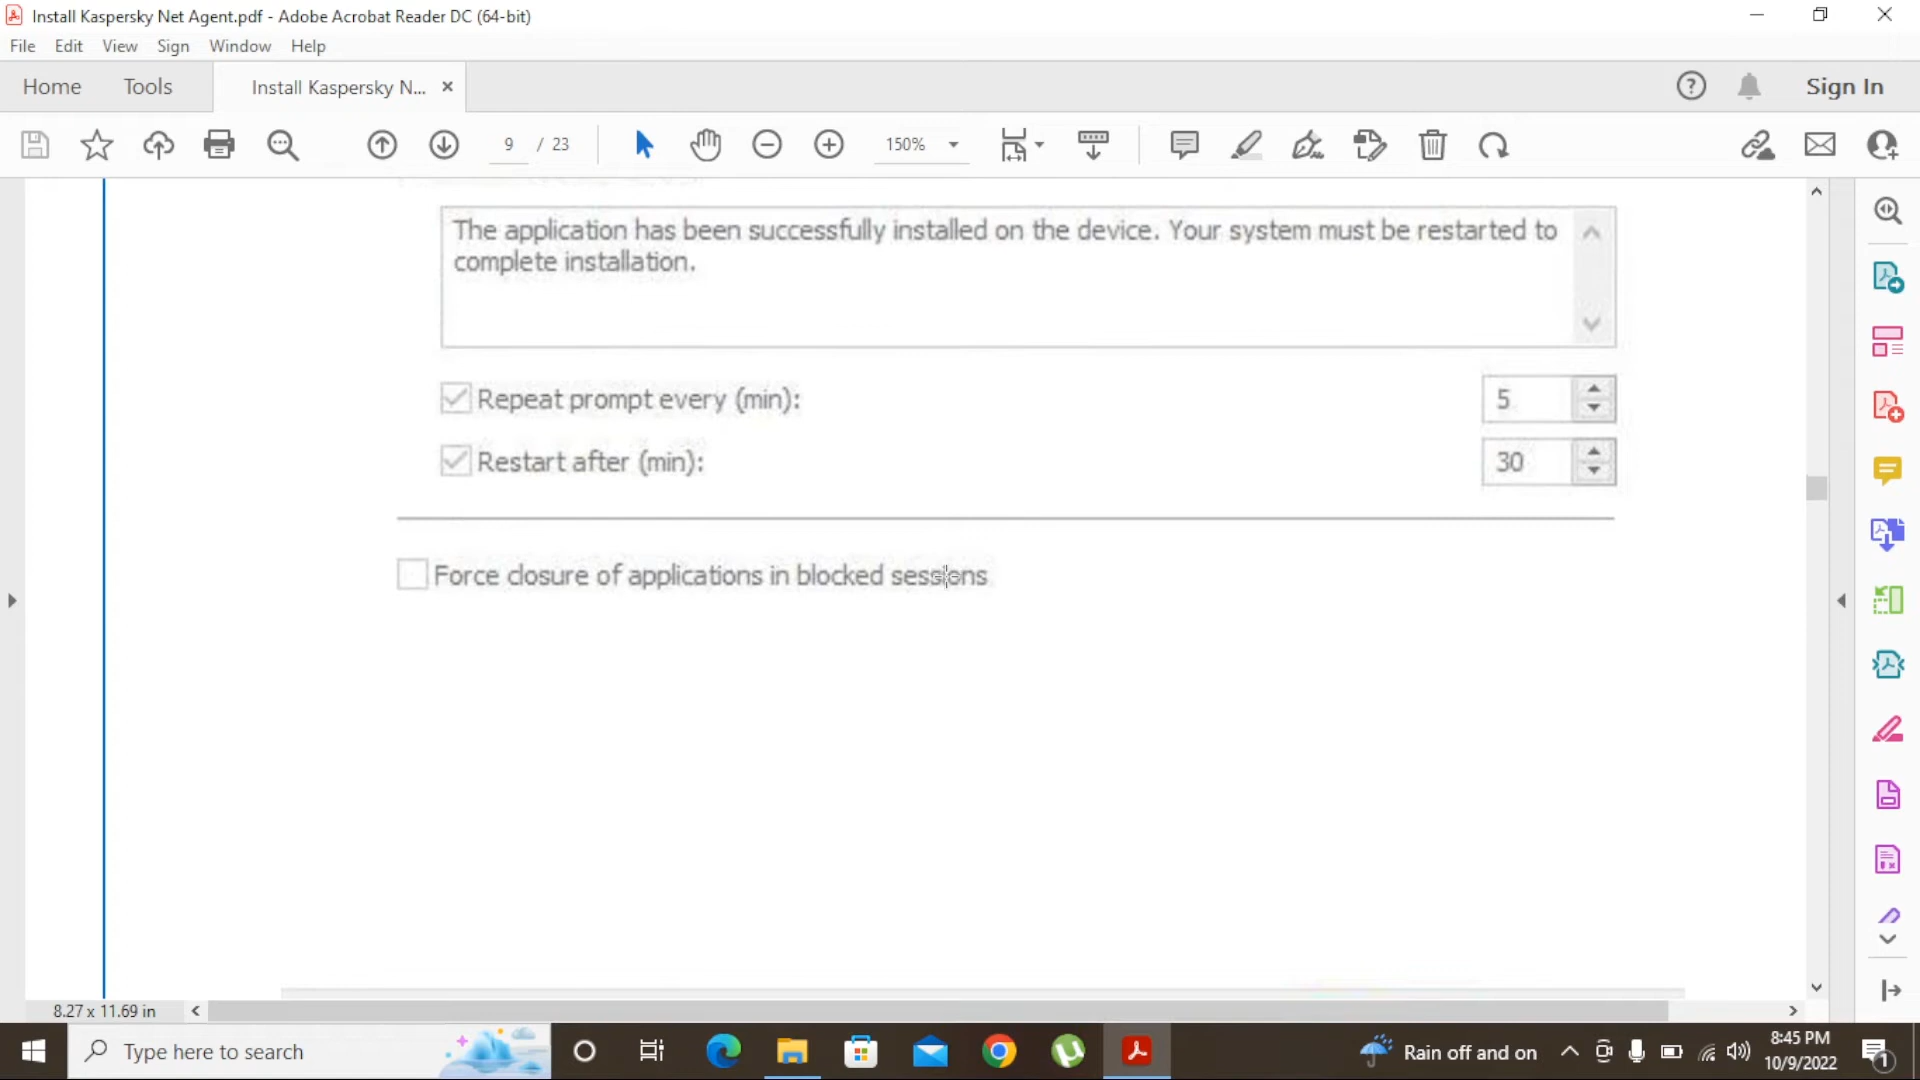 Install Kaspersky Net Agent.pdf - Adobe Acrobat Reader DC (64-bit)
File Edit View Sign Window Help
Home Tools Install Kaspersky N... Sign In
9 / 23 150%
The application has been successfully installed on the device. Your system must be restarted to
complete installation.
Repeat prompt every (min): 5
Restart after (min): 30
Force closure of applications in blocked sessions
8.27 x 11.69 in
Type here to search
Rain off and on
8:45 PM
10/9/2022
1